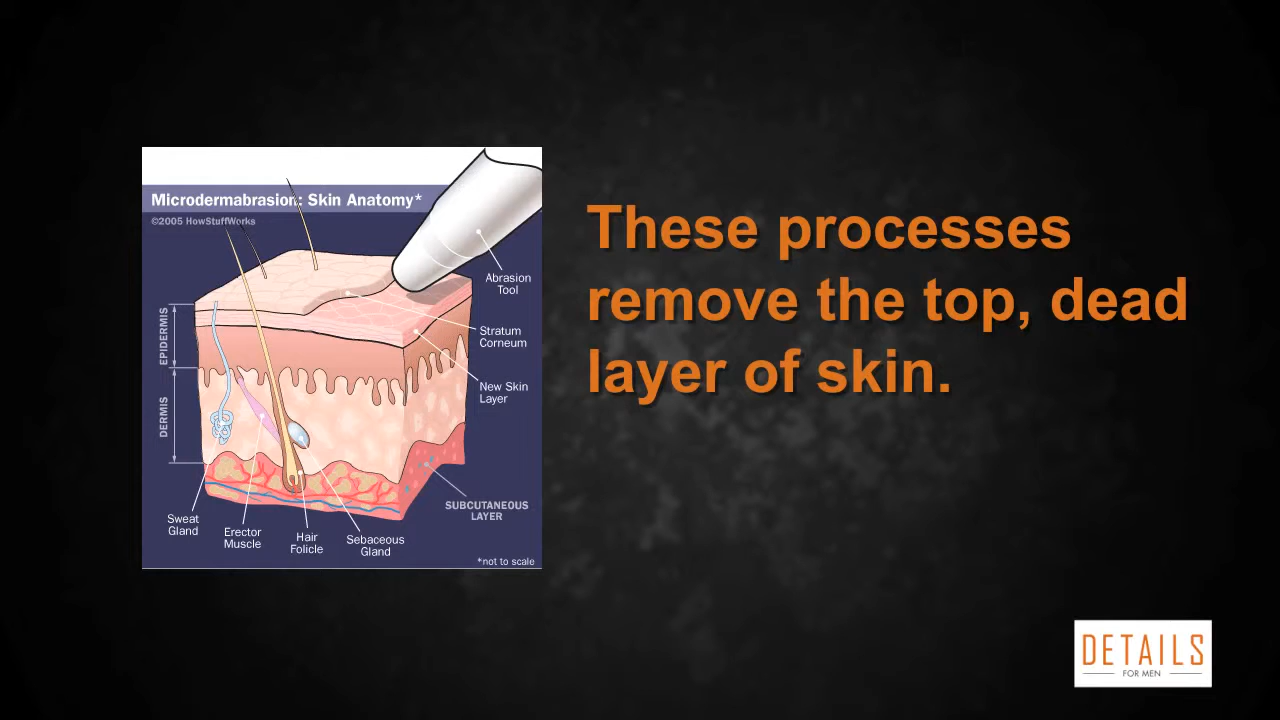 Microdermabrasion: Skin Anatomy*
©2005 HowStuffWorks
Abrasion
Tool
Stratum
Corneum
New Skin
Layer
EPIDERMIS
DERMIS
SUBCUTANEOUS
LAYER
Sweat
Gland
Erector
Muscle
Hair
Folicle
Sebaceous
Gland
*not to scale
These processes
remove the top, dead
layer of skin.
DETAILS
FOR MEN